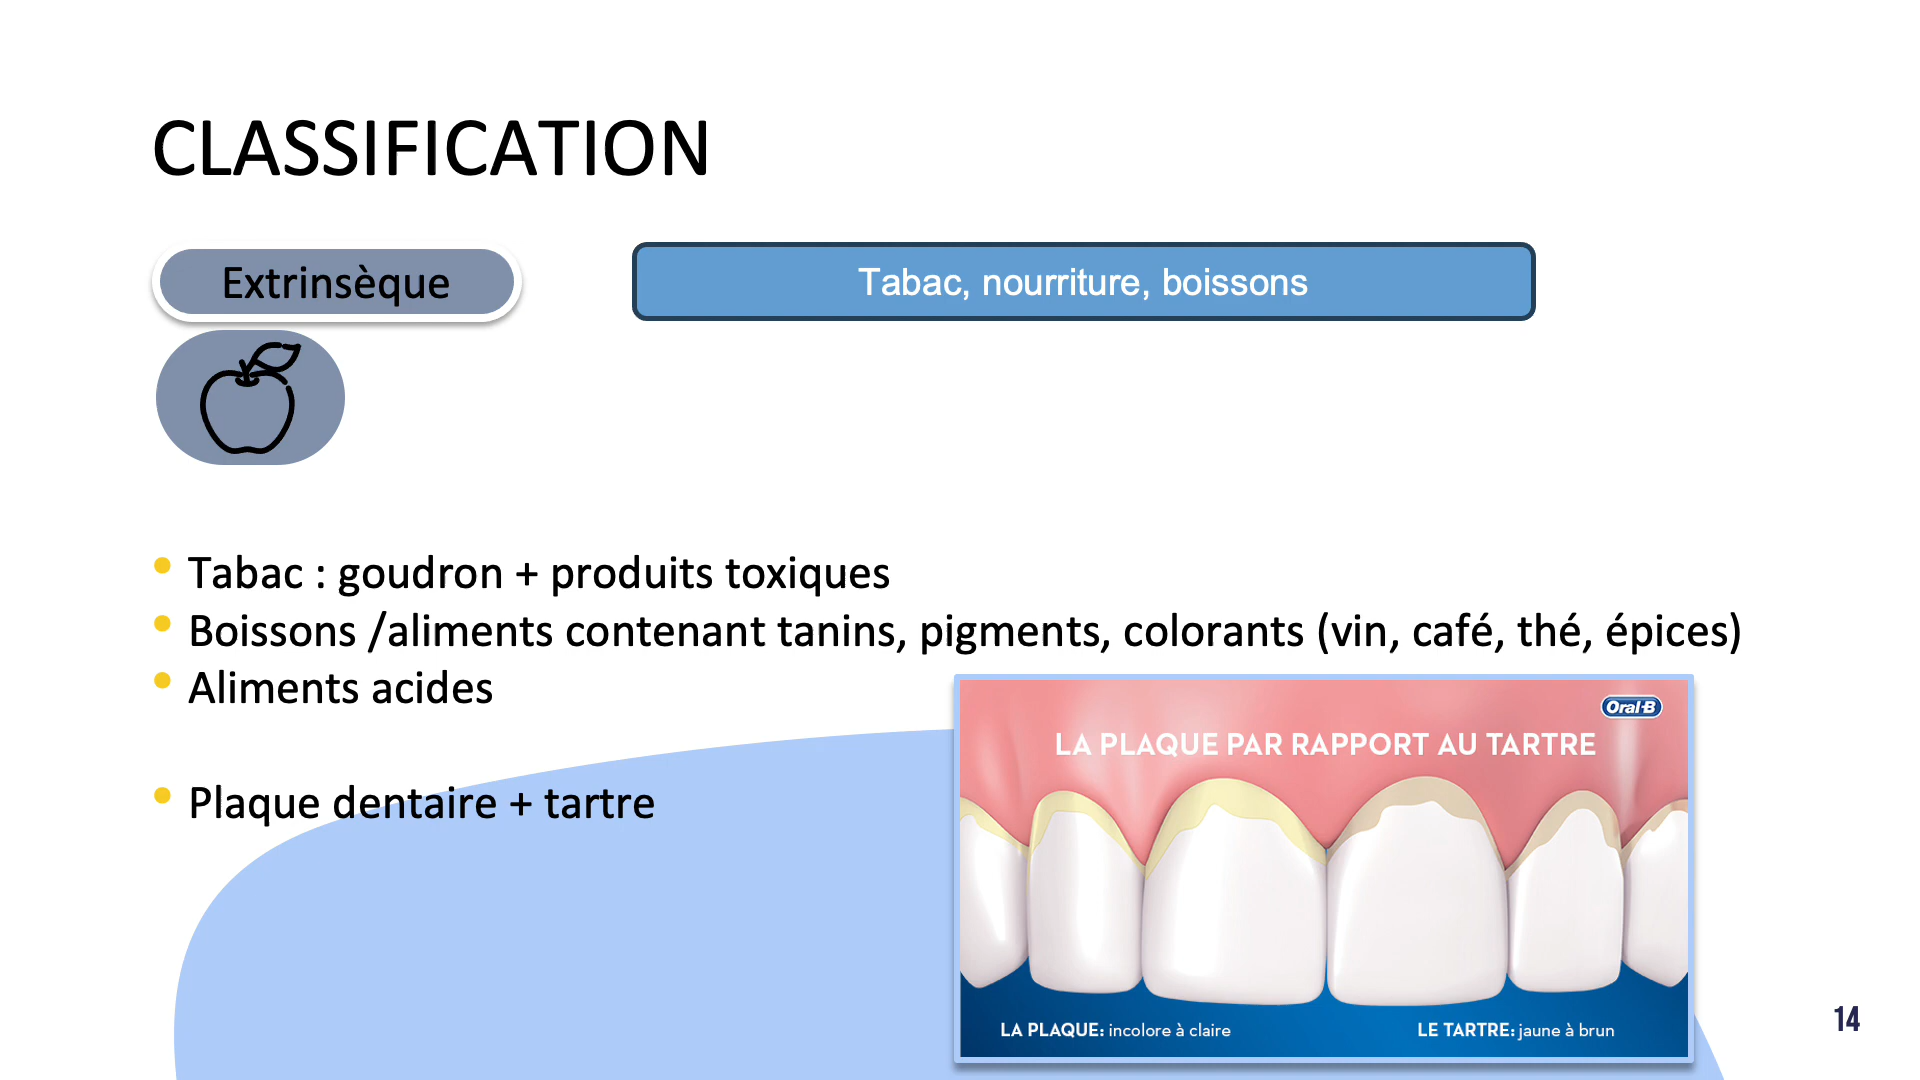 CLASSIFICATION
Extrinsèque
Tabac, nourriture, boissons
• Tabac : goudron + produits toxiques
• Boissons /aliments contenant tanins, pigments, colorants (vin, café, thé, épices)
• Aliments acides
• Plaque dentaire + tartre
Oral-B
LA PLAQUE PAR RAPPORT AU TARTRE
LA PLAQUE: incolore à claire
LE TARTRE: jaune à brun
14